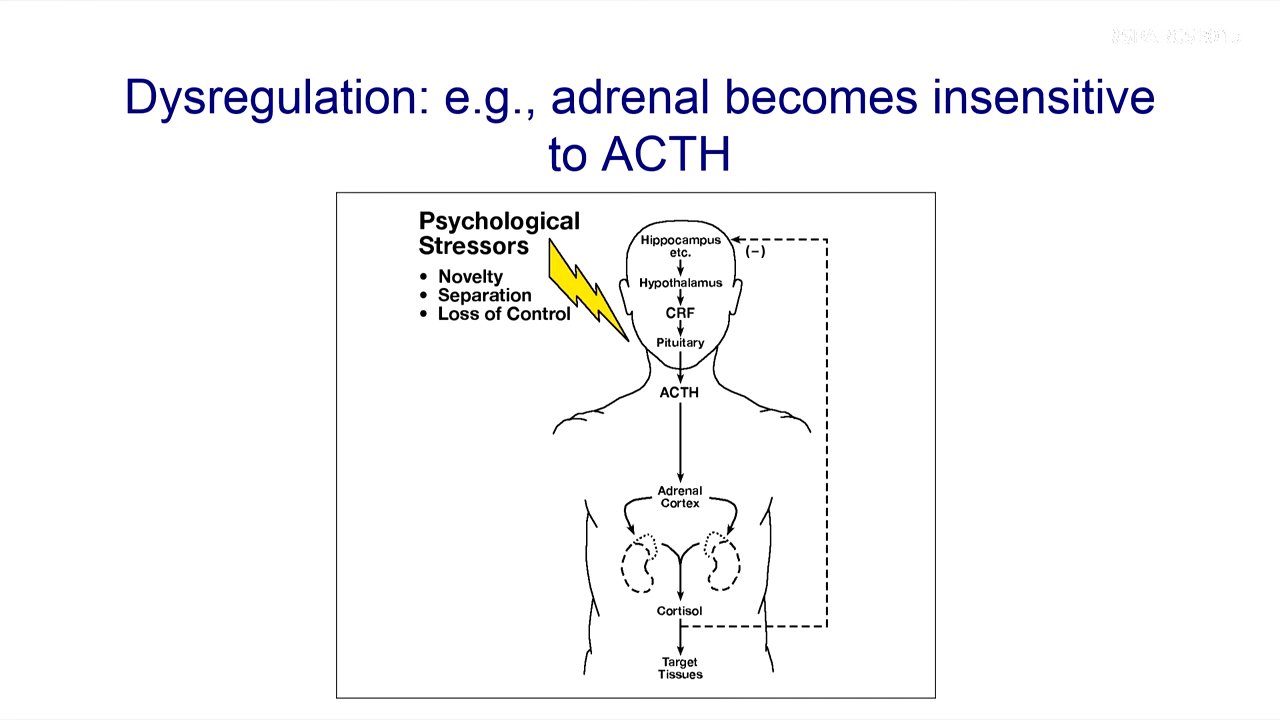 Dysregulation: e.g., adrenal becomes insensitive
to ACTH
Psychological
Stressors
• Novelty
• Separation
• Loss of Control
Hippocampus
etc.
(−)
Hypothalamus
CRF
Pituitary
ACTH
Adrenal
Cortex
Cortisol
Target
Tissues